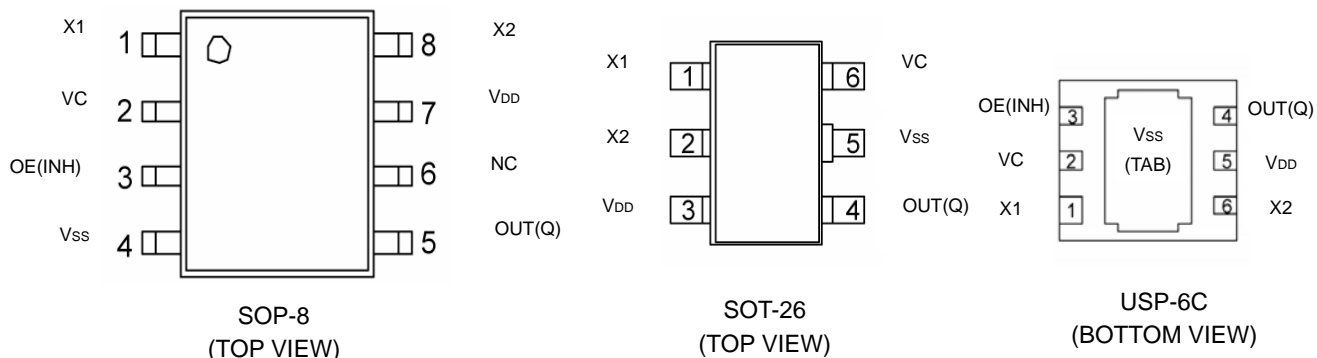 X1 1 8 X2
VC 2 7 VDD
OE(INH) 3 6 NC
VSS 4 5 OUT(Q)
SOP-8
(TOP VIEW)
X1 1 6 VC
X2 2 5 VSS
VDD 3 4 OUT(Q)
SOT-26
(TOP VIEW)
OE(INH) 3 4 OUT(Q)
VSS
(TAB)
VC 2 5 VDD
X1 1 6 X2
USP-6C
(BOTTOM VIEW)